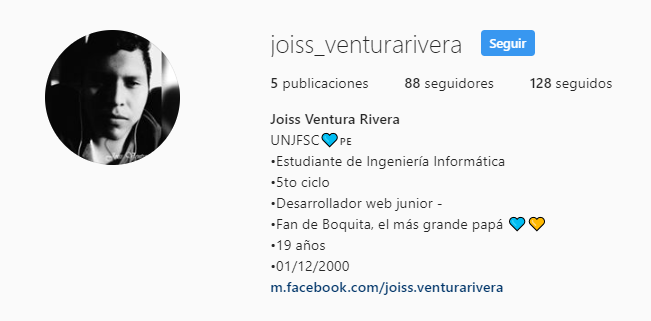 joiss_venturarivera Seguir
5 publicaciones 88 seguidores 128 seguidos
Joiss Ventura Rivera
UNJFSC💙PE
•Estudiante de Ingeniería Informática
•5to ciclo
•Desarrollador web junior -
•Fan de Boquita, el más grande papá 💙💛
•19 años
•01/12/2000
m.facebook.com/joiss.venturarivera